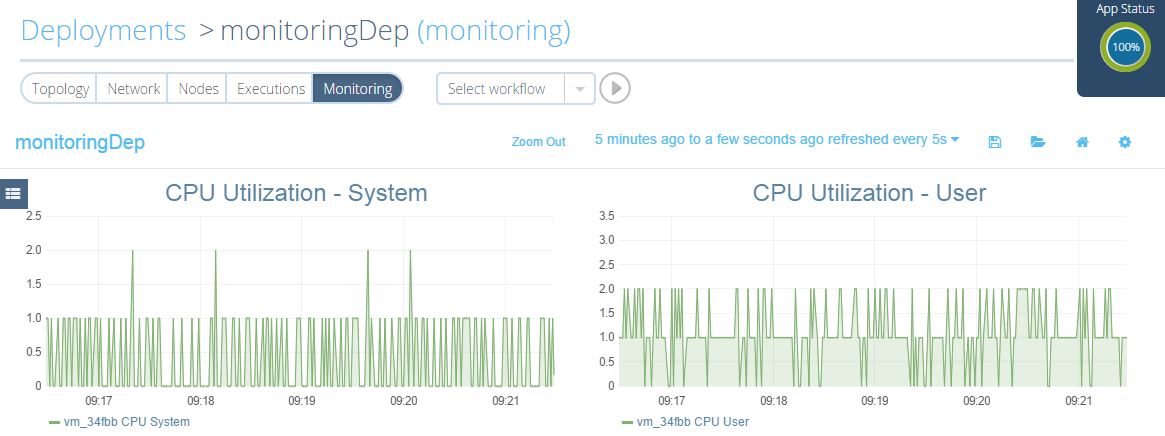 App Status
100%
Deployments > monitoringDep (monitoring)
Topology Network Nodes Executions Monitoring Select workflow
monitoringDep Zoom Out 5 minutes ago to a few seconds ago refreshed every 5s
CPU Utilization - System
2.5
2.0
1.5
1.0
0.5
0
09:17 09:18 09:19 09:20 09:21
vm_34fbb CPU System
CPU Utilization - User
3.5
3.0
2.5
2.0
1.5
1.0
0.5
0
09:17 09:18 09:19 09:20 09:21
vm_34fbb CPU User